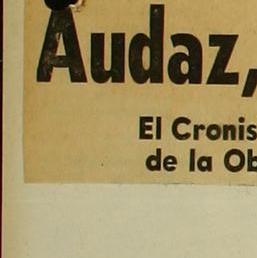 Audaz,
El Cronis
de la Ob